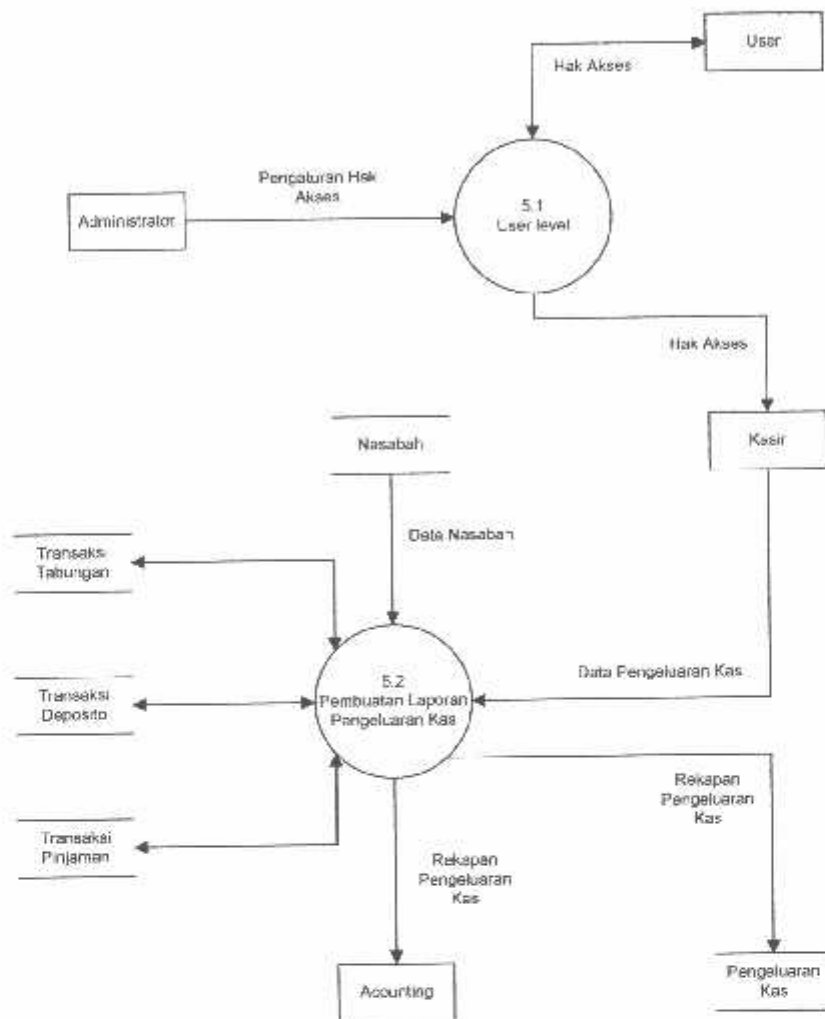 User
Hak Akses
Pengaturan Hak
Akses
Administrator
5.1
User level
Hak Akses
Kasir
Nasabah
Data Nasabah
Transaksi
Tabungan
Data Pengeluaran Kas
5.2
Pembuatan Laporan
Pengeluaran Kas
Transaksi
Deposito
Rekapan
Pengeluaran
Kas
Transaksi
Pinjaman
Rekapan
Pengeluaran
Kas
Acounting
Pengeluaran
Kas